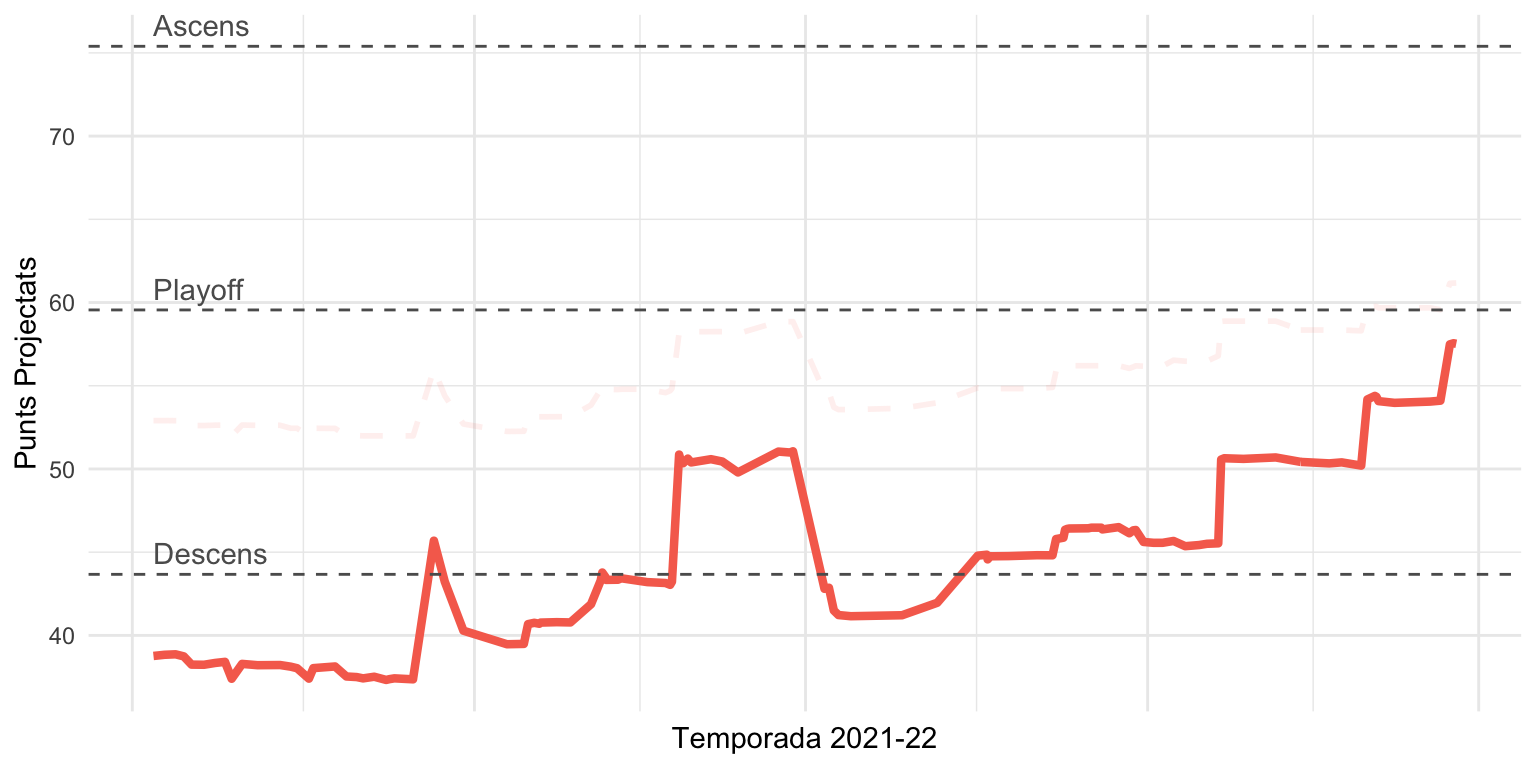 Ascens
70
Playoff
60
Punts Projectats
50
Descens
40
Temporada 2021-22